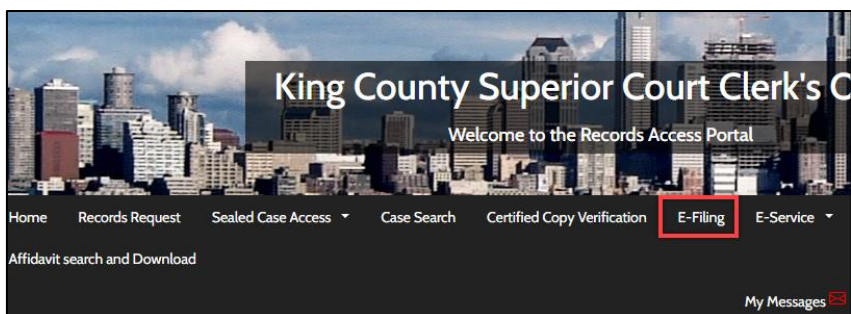 King County Superior Court Clerk's
Welcome to the Records Access Portal
Home Records Request Sealed Case Access Case Search Certified Copy Verification E-Filing E-Service
Affidavit search and Download
My Messages